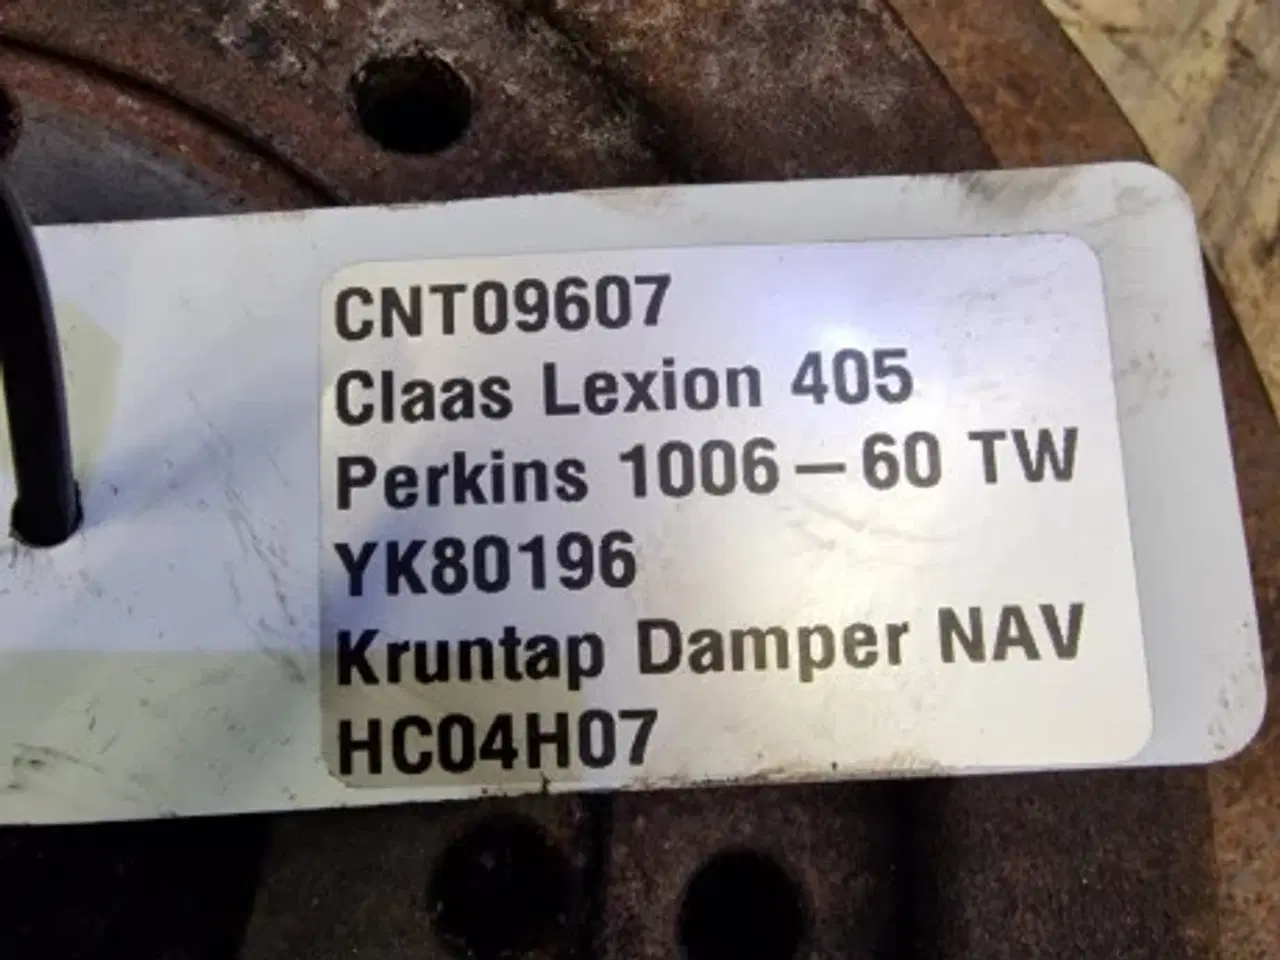 CNT09607
Claas Lexion 405
Perkins 1006-60 TW
YK80196
Kruntap Damper NAV
HC04H07